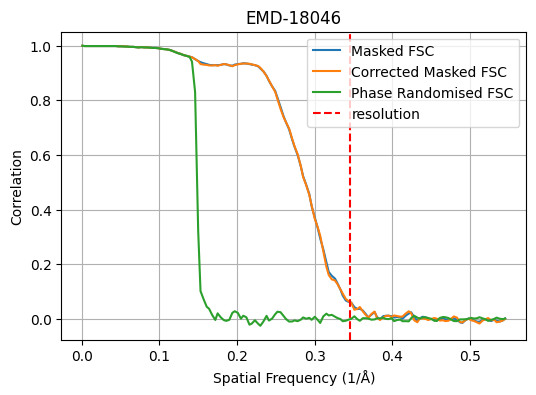 EMD-18046
Masked FSC
Corrected Masked FSC
Phase Randomised FSC
resolution
Correlation
1.0
0.8
0.6
0.4
0.2
0.0
0.0 0.1 0.2 0.3 0.4 0.5
Spatial Frequency (1/Å)